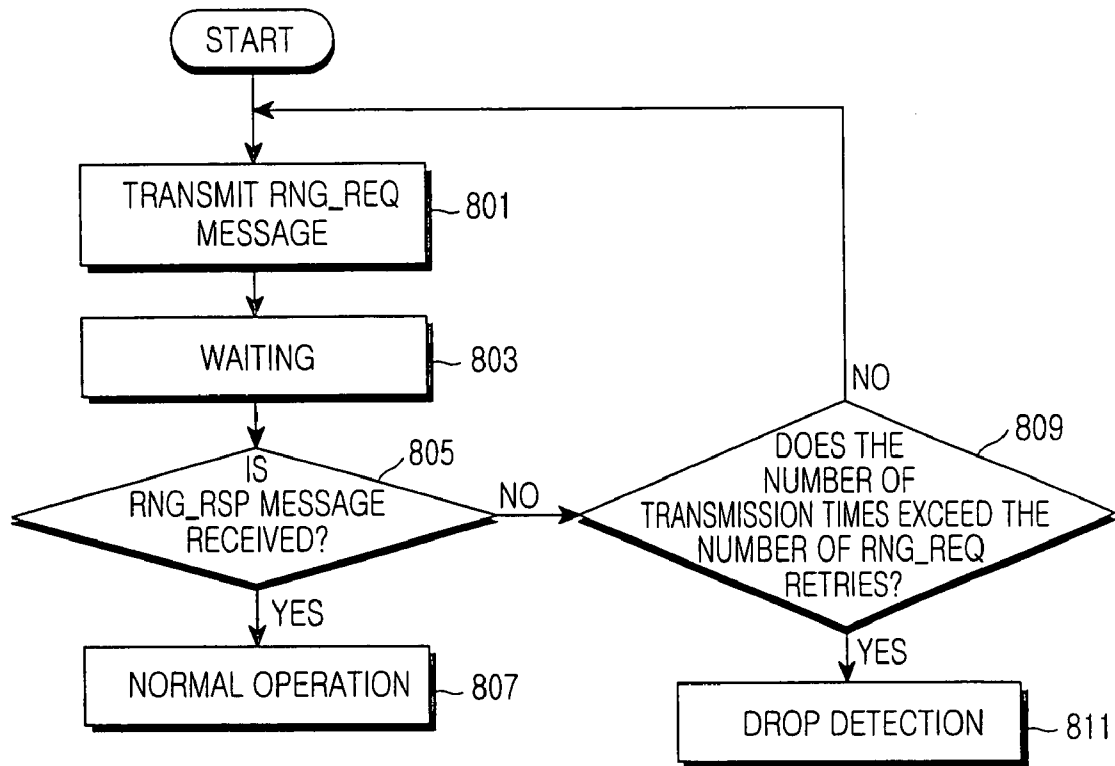 START
TRANSMIT RNG_REQ
MESSAGE
801
WAITING
803
IS
RNG_RSP MESSAGE
RECEIVED?
805
NO
YES
NORMAL OPERATION
807
NO
DOES THE
NUMBER OF
TRANSMISSION TIMES EXCEED THE
NUMBER OF RNG_REQ
RETRIES?
809
YES
DROP DETECTION
811